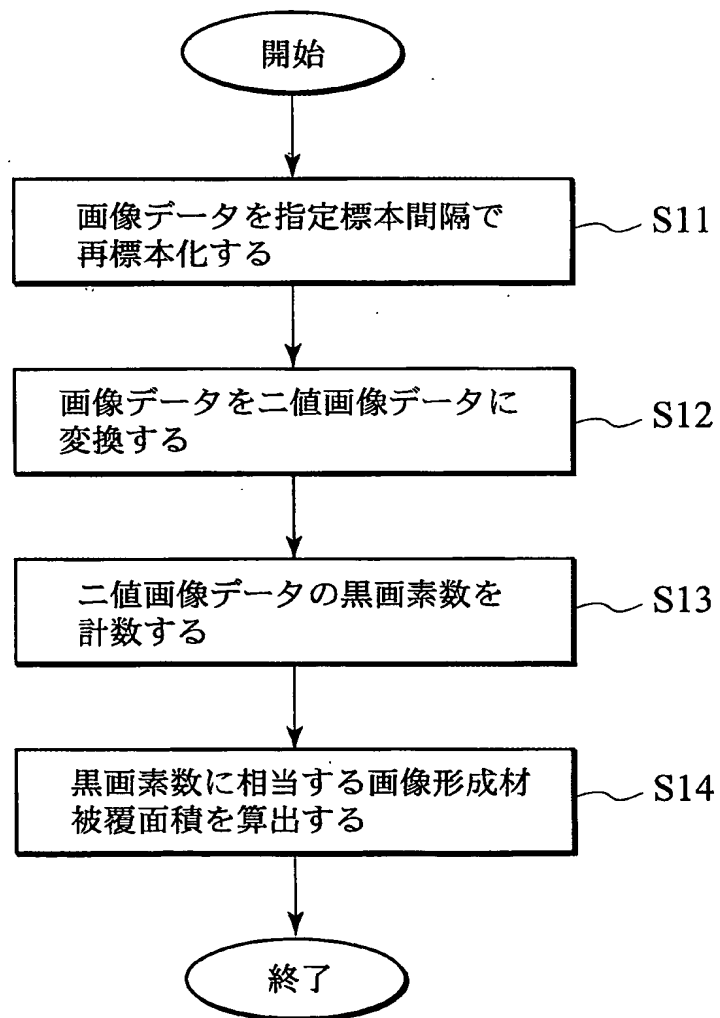 開始
画像データを指定標本間隔で
再標本化する
S11
画像データを二値画像データに
変換する
S12
二値画像データの黒画素数を
計数する
S13
黒画素数に相当する画像形成材
被覆面積を算出する
S14
終了